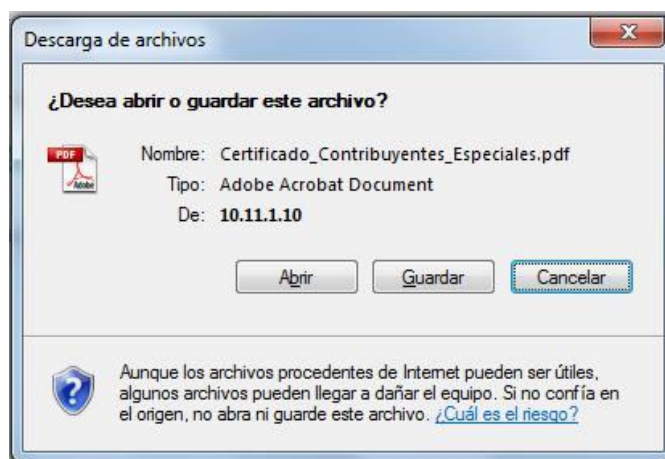 Descarga de archivos
X
¿Desea abrir o guardar este archivo?
PDF
Adobe
Nombre: Certificado_Contribuyentes_Especiales.pdf
Tipo: Adobe Acrobat Document
De: 10.11.1.10
Abrir Guardar Cancelar
?
Aunque los archivos procedentes de Internet pueden ser útiles,
algunos archivos pueden llegar a dañar el equipo. Si no confía en
el origen, no abra ni guarde este archivo. ¿Cuál es el riesgo?